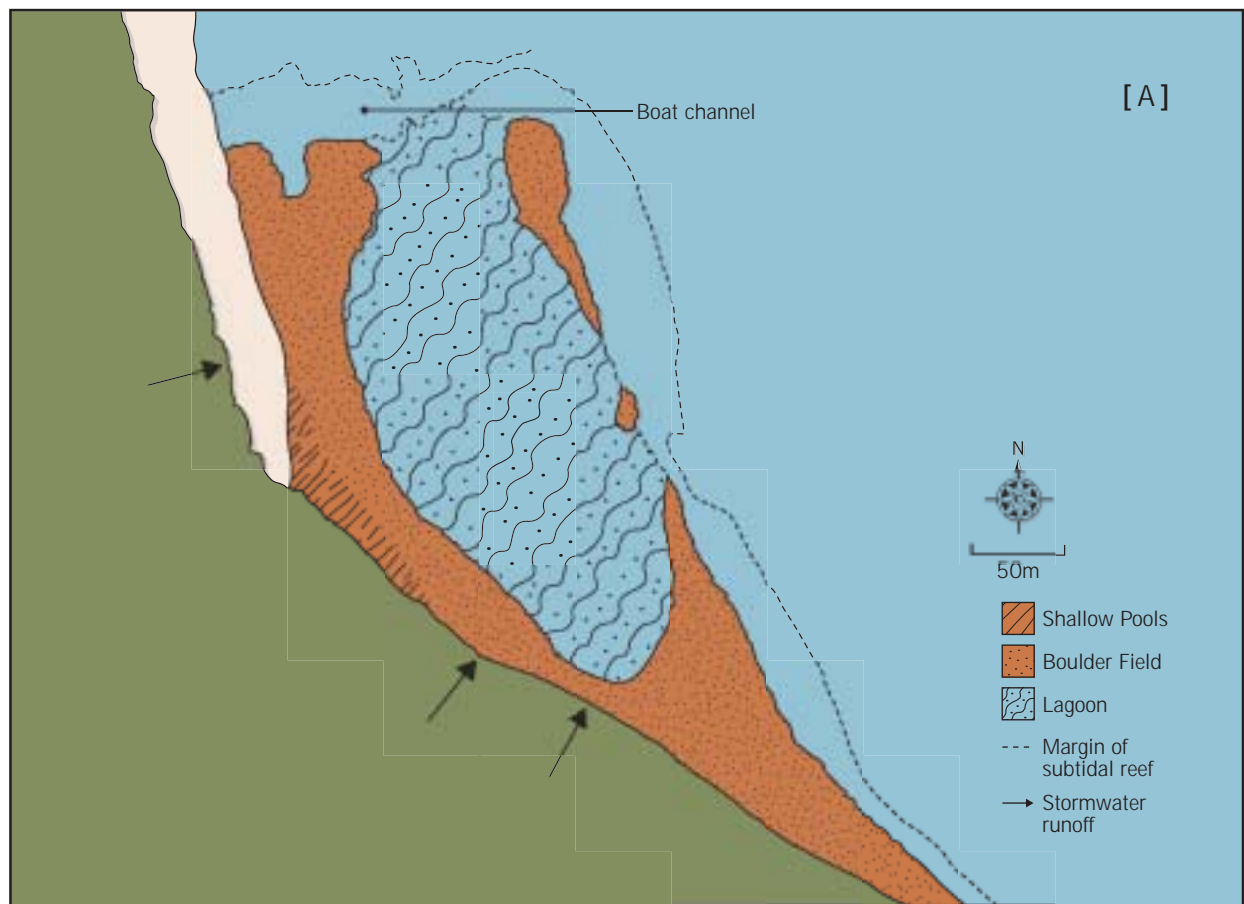 [A]
Boat channel
N
50m
Shallow Pools
Boulder Field
Lagoon
Margin of
subtidal reef
Stormwater
runoff